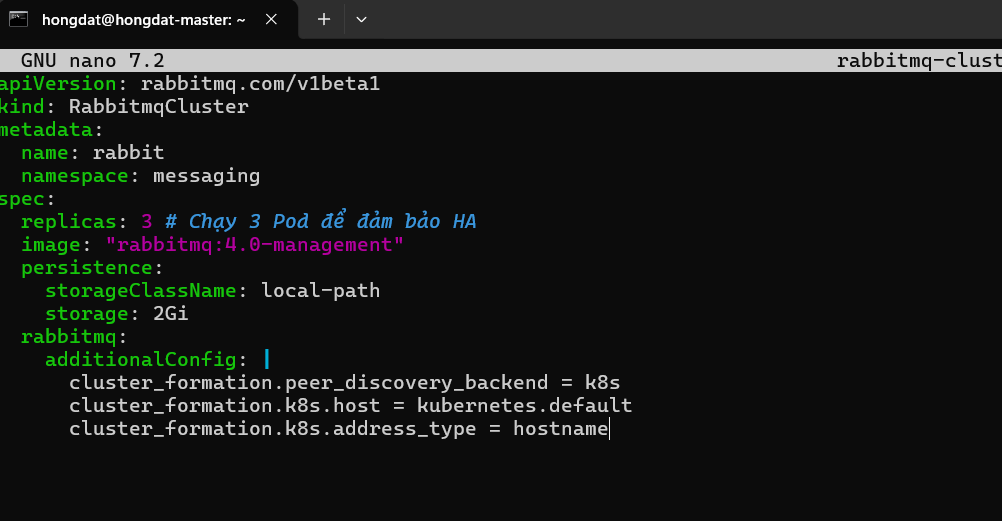 hongdat@hongdat-master: ~
GNU nano 7.2 rabbitmq-clust
apiVersion: rabbitmq.com/v1beta1
kind: RabbitmqCluster
metadata:
  name: rabbit
  namespace: messaging
spec:
  replicas: 3 # Chạy 3 Pod để đảm bảo HA
  image: "rabbitmq:4.0-management"
  persistence:
    storageClassName: local-path
    storage: 2Gi
  rabbitmq:
    additionalConfig: |
      cluster_formation.peer_discovery_backend = k8s
      cluster_formation.k8s.host = kubernetes.default
      cluster_formation.k8s.address_type = hostname